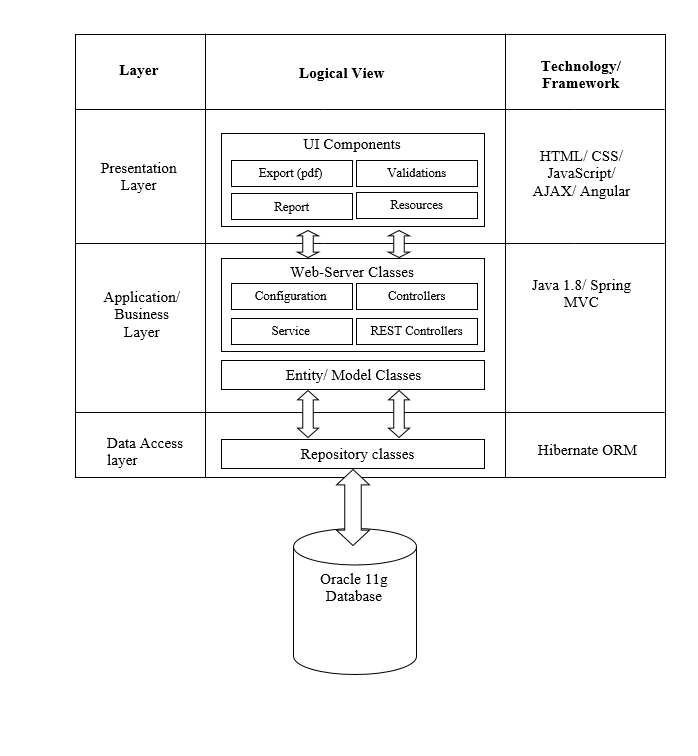 Layer
Logical View
Technology/
Framework
Presentation
Layer
UI Components
Export (pdf)
Validations
Report
Resources
HTML/ CSS/
JavaScript/
AJAX/ Angular
Application/
Business
Layer
Web-Server Classes
Configuration
Controllers
Service
REST Controllers
Entity/ Model Classes
Java 1.8/ Spring
MVC
Data Access
layer
Repository classes
Hibernate ORM
Oracle 11g
Database